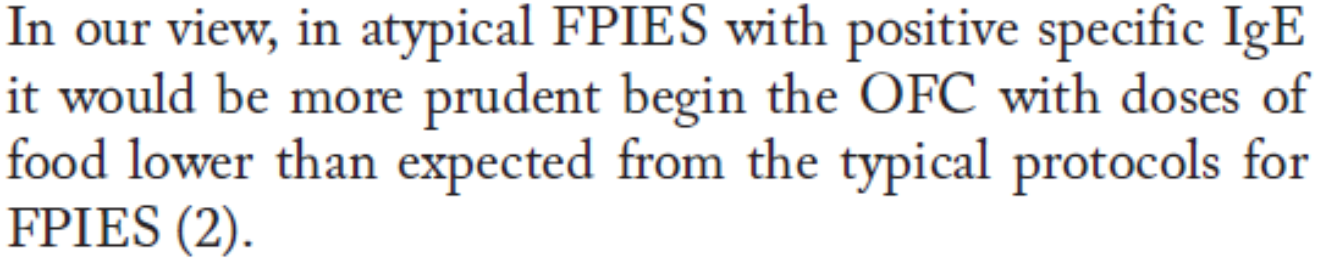 In our view, in atypical FPIES with positive specific IgE
it would be more prudent begin the OFC with doses of
food lower than expected from the typical protocols for
FPIES (2).